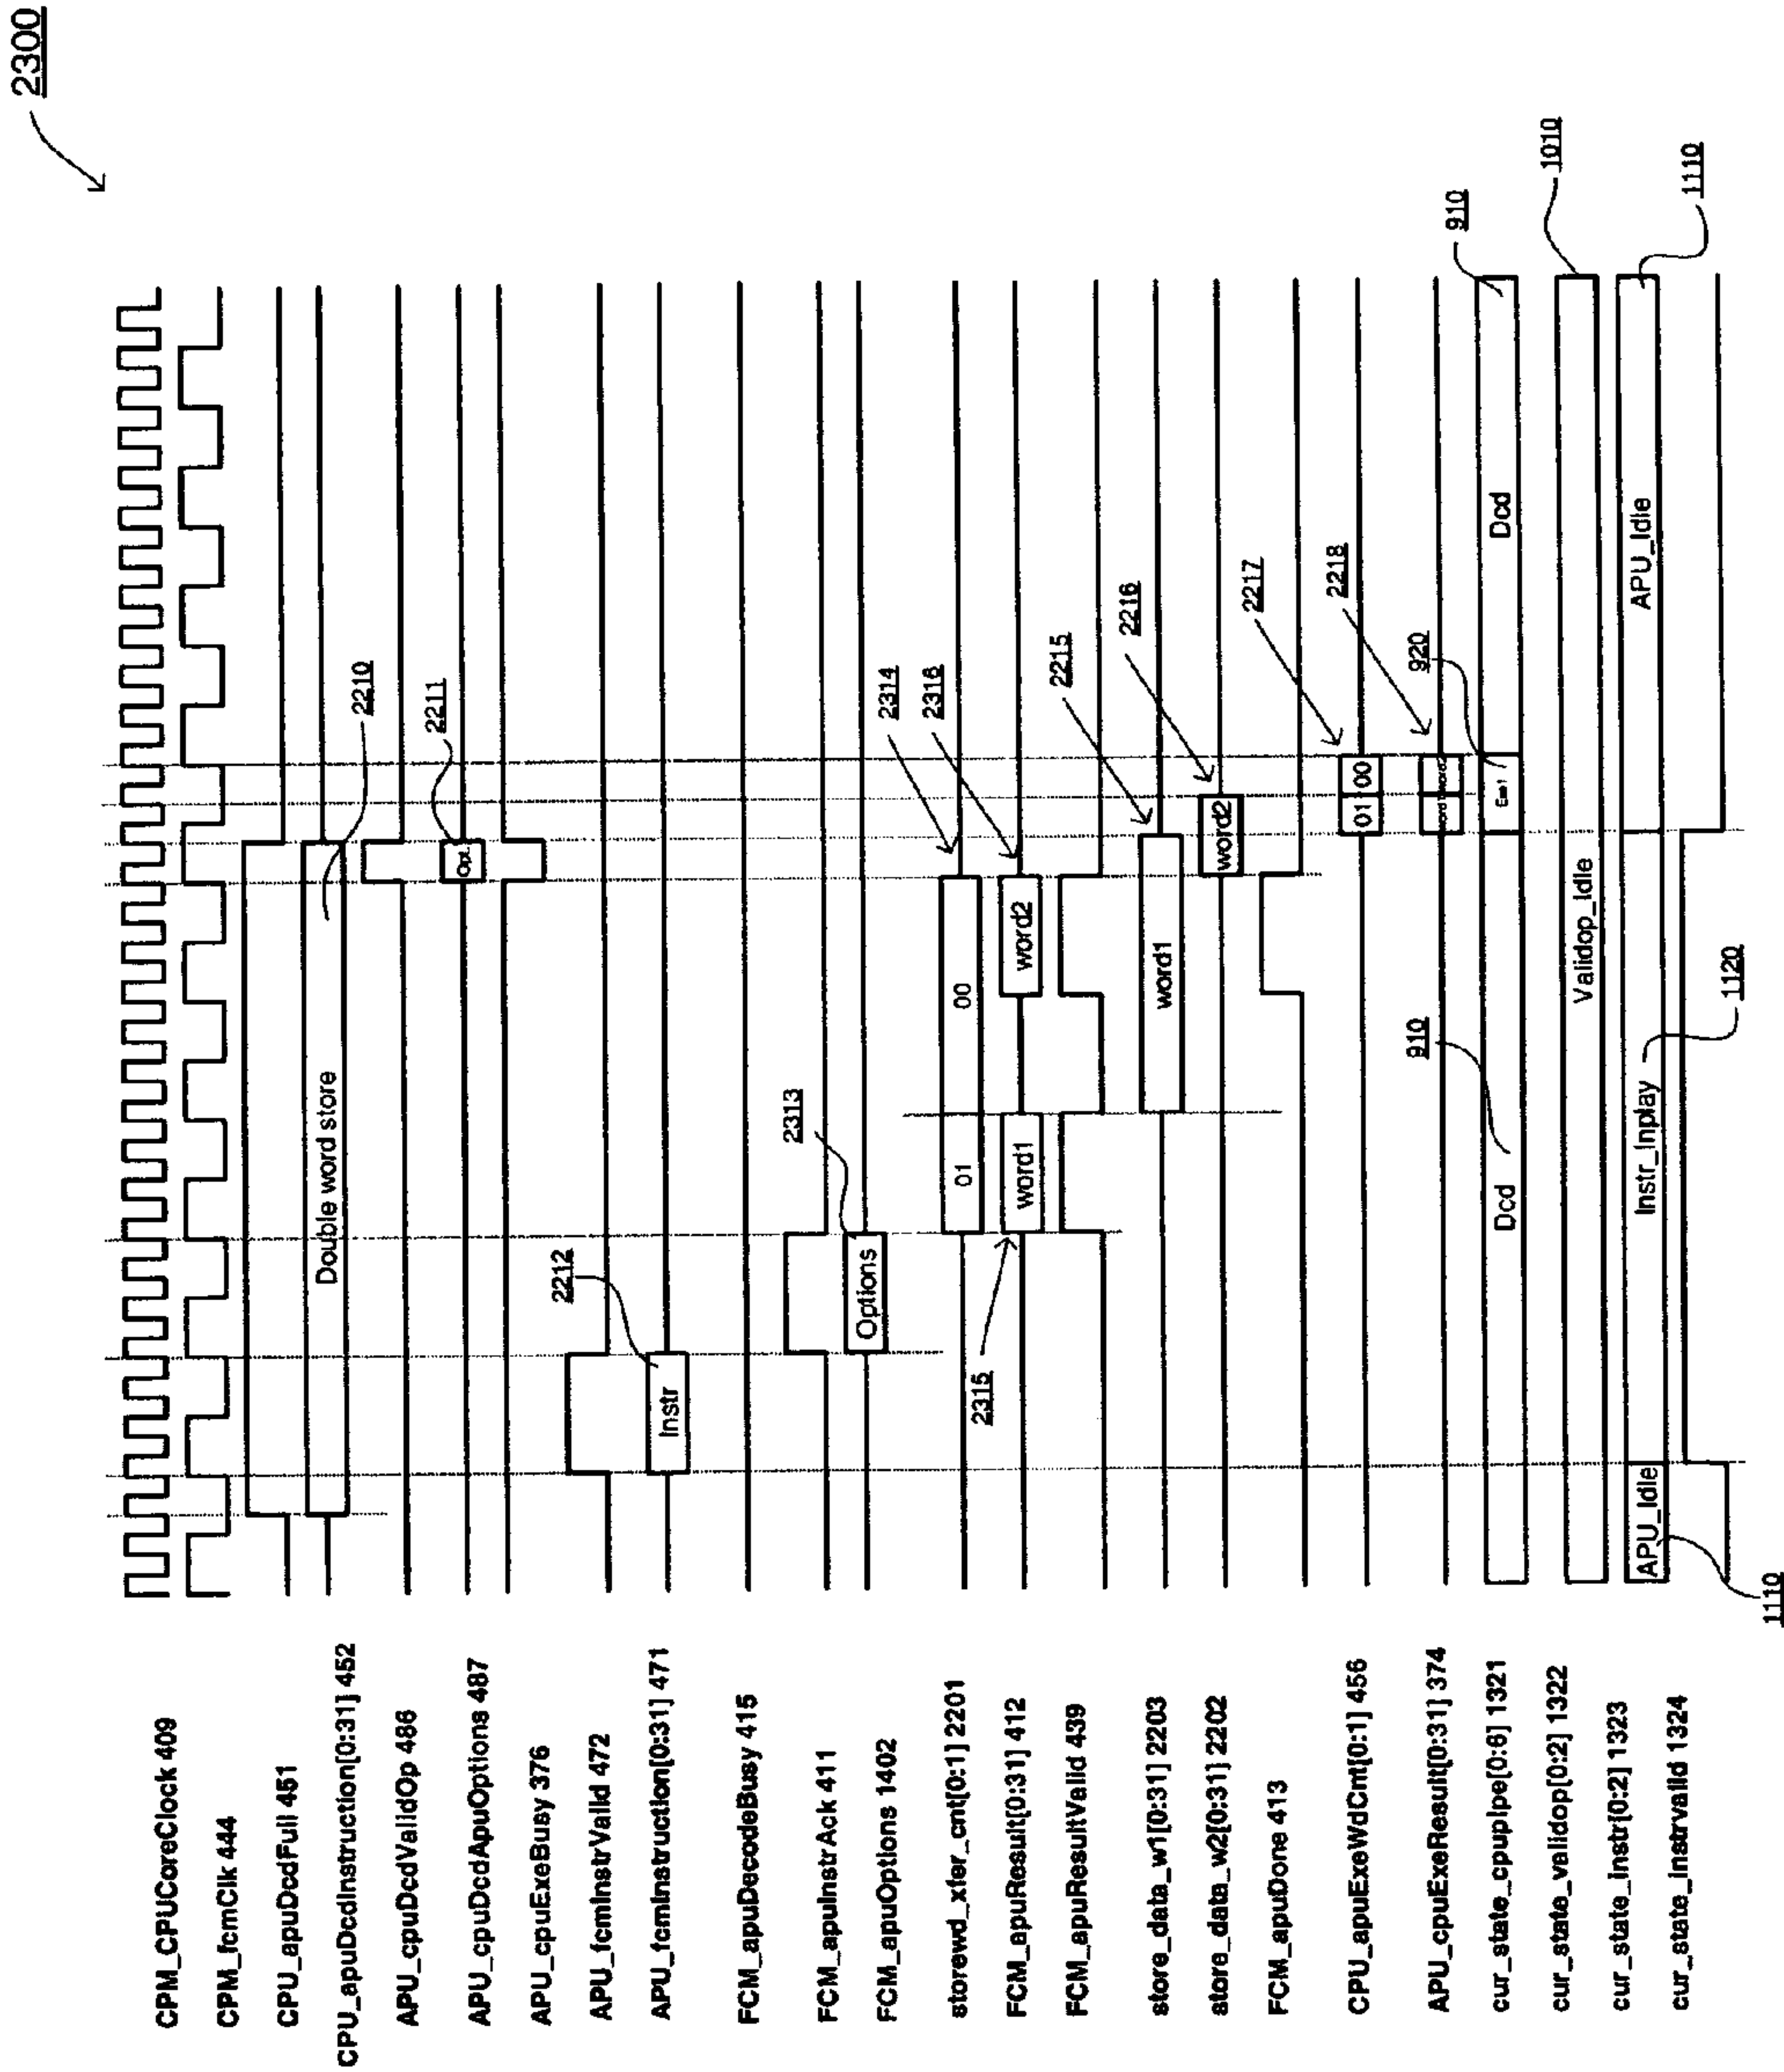 2300
CPM_CPUCoreClock 409
CPM_fcmClk 444
CPU_apuDcdFull 451
CPU_apuDcdInstruction[0:31] 452
Double word store
2210
APU_cpuDcdValidOp 486
APU_cpuDcdApuOptions 487
Opt.
2211
APU_cpuExeBusy 376
APU_fcmInstrValid 472
2212
APU_fcmInstruction[0:31] 471
Instr
FCM_apuDecodeBusy 415
FCM_apuInstrAck 411
2313
FCM_apuOptions 1402
Options
2314
storewd_xfer_cnt[0:1] 2201
01
00
2315
2316
FCM_apuResult[0:31] 412
word1
word2
FCM_apuResultValid 439
2215
store_data_w1[0:31] 2203
word1
2216
store_data_w2[0:31] 2202
word2
FCM_apuDone 413
2217
CPU_apuExeWdCnt[0:1] 456
01
00
2218
APU_cpuExeResult[0:31] 374
910
920
910
cur_state_cpupipe[0:6] 1321
Dcd
Exe1
Dcd
1010
cur_state_validop[0:2] 1322
Validop_Idle
cur_state_instr[0:2] 1323
APU_Idle
Instr_Inplay
APU_Idle
1110
1120
1110
cur_state_instrvalid 1324